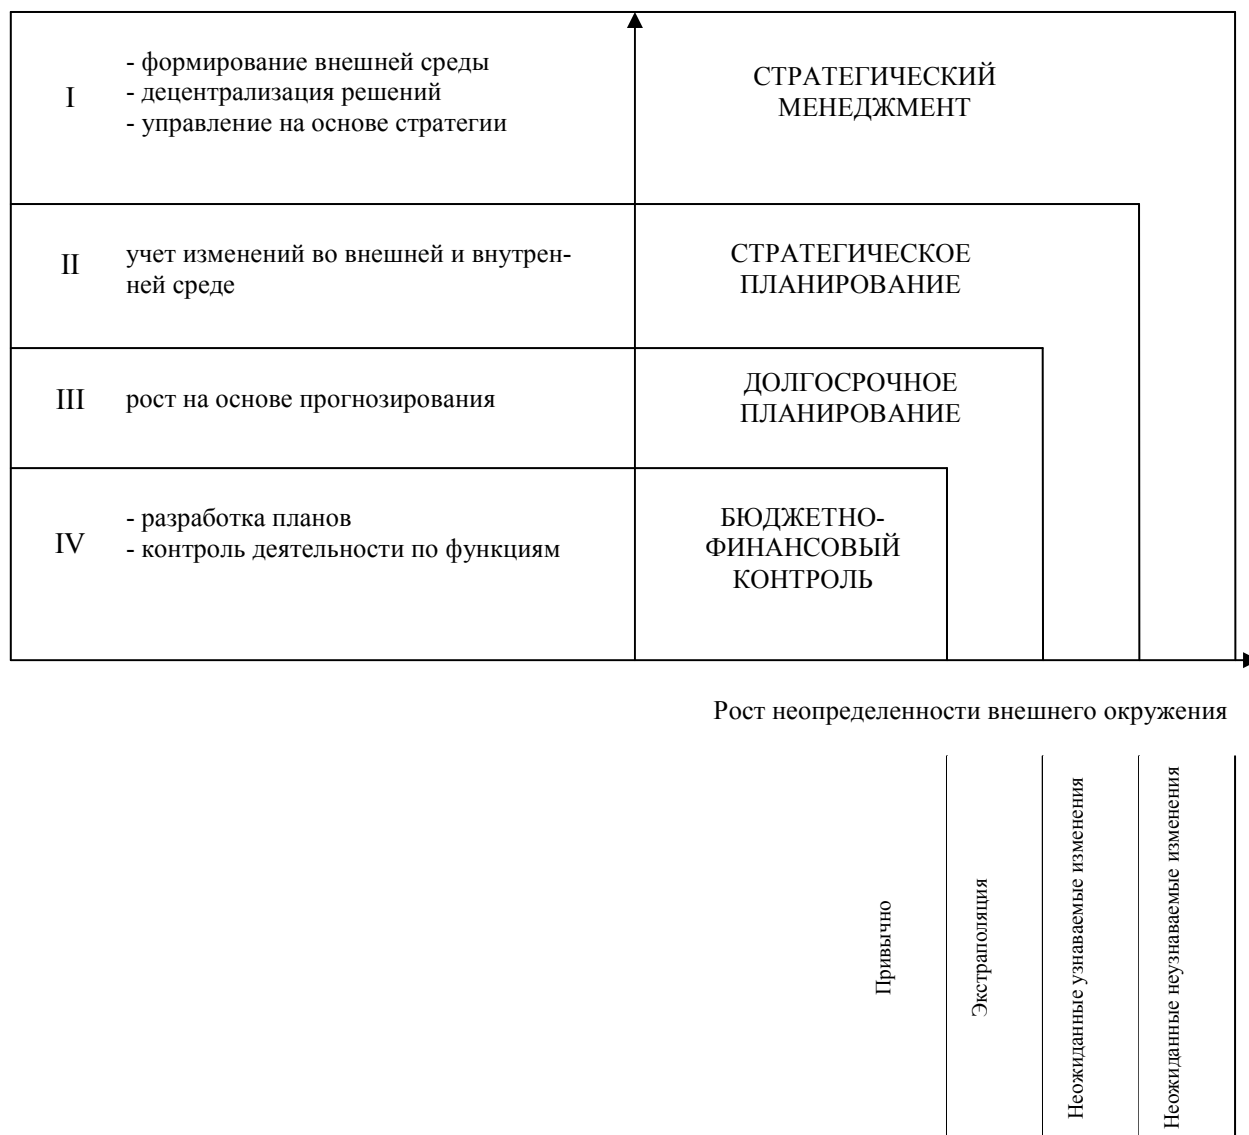 I
- формирование внешней среды
- децентрализация решений
- управление на основе стратегии
СТРАТЕГИЧЕСКИЙ
МЕНЕДЖМЕНТ
II
учет изменений во внешней и внутрен-
ней среде
СТРАТЕГИЧЕСКОЕ
ПЛАНИРОВАНИЕ
III
рост на основе прогнозирования
ДОЛГОСРОЧНОЕ
ПЛАНИРОВАНИЕ
IV
- разработка планов
- контроль деятельности по функциям
БЮДЖЕТНО-
ФИНАНСОВЫЙ
КОНТРОЛЬ
Рост неопределенности внешнего окружения
Привычно
Экстраполяция
Неожиданные узнаваемые изменения
Неожиданные неузнаваемые изменения